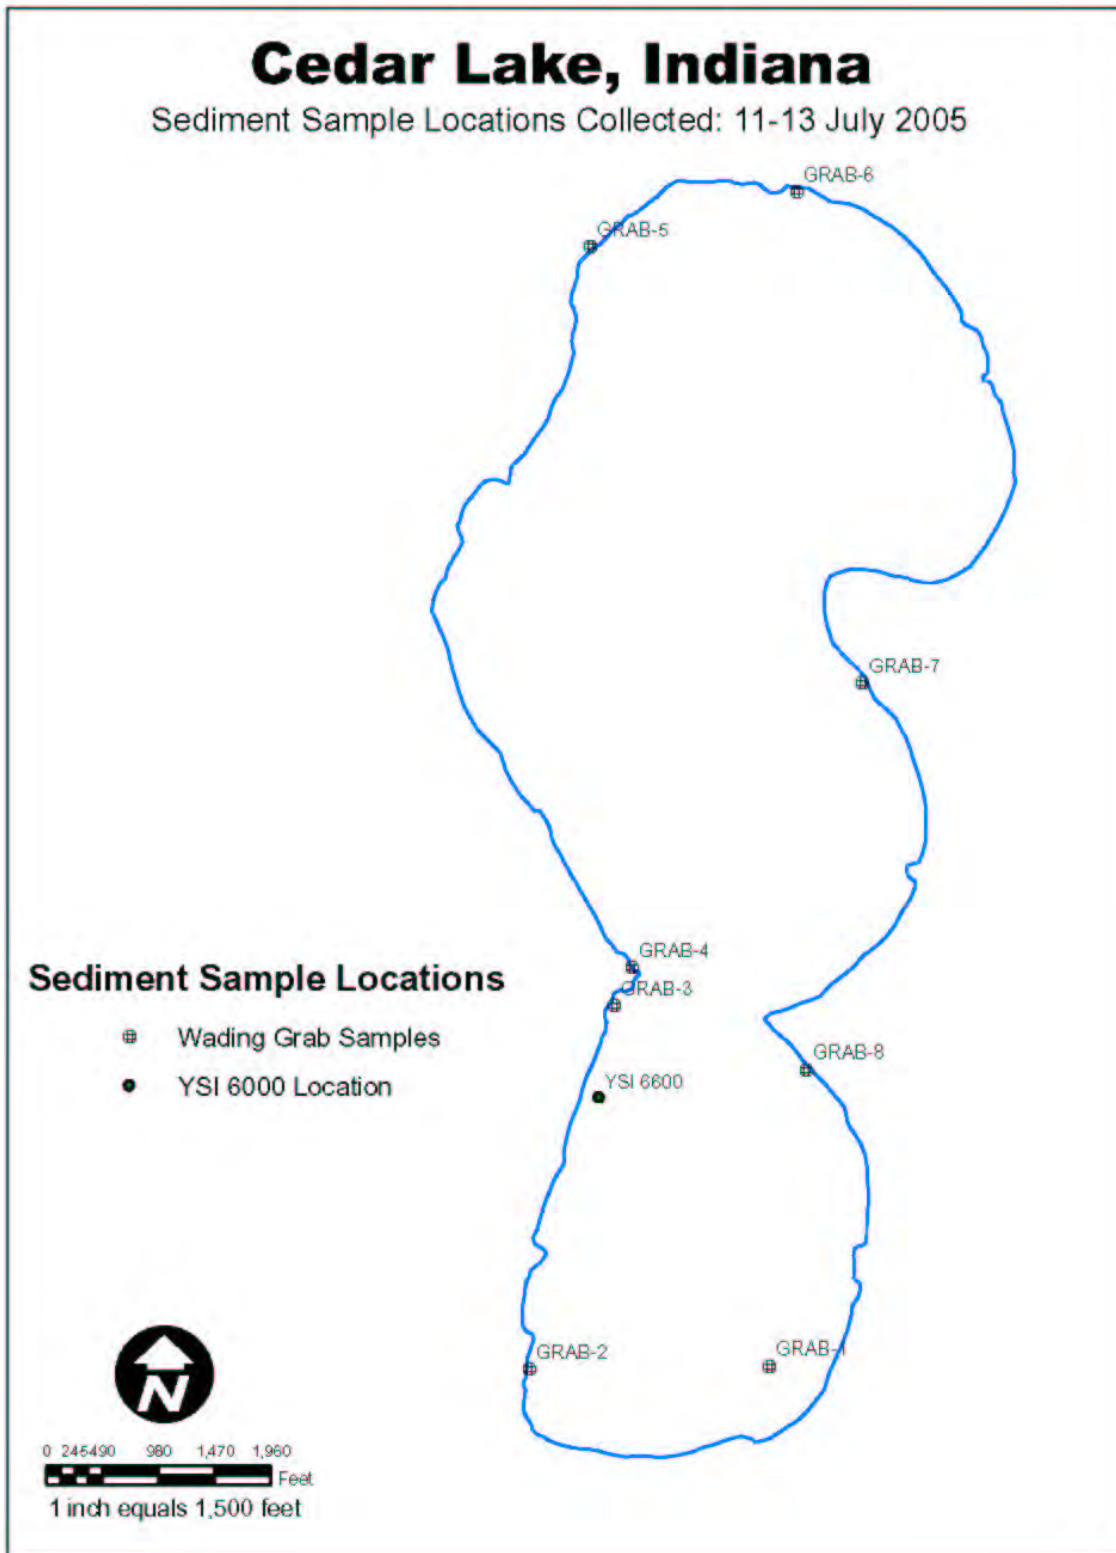 Cedar Lake, Indiana
Sediment Sample Locations Collected: 11-13 July 2005
GRAB-6
GRAB-5
GRAB-7
GRAB-4
GRAB-3
GRAB-8
YSI 6600
GRAB-2
GRAB-1
Sediment Sample Locations
Wading Grab Samples
YSI 6000 Location
N
0 245490 980 1,470 1,960
Feet
1 inch equals 1,500 feet